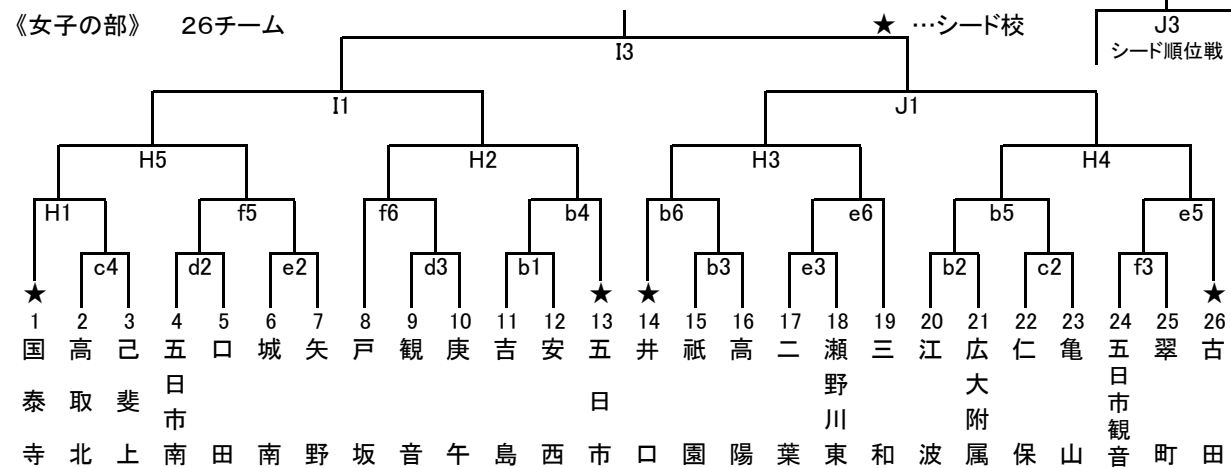 《女子の部》 26チーム
★ …シード校
J3
シード順位戦
I3
I1 J1
H5 H2 H3 H4
H1 f5 f6 b4 b6 e6 b5 e5
c4 d2 e2 d3 b1 b3 e3 b2 c2 f3
★ ★ ★ ★
1 2 3 4 5 6 7 8 9 10 11 12 13 14 15 16 17 18 19 20 21 22 23 24 25 26
国泰寺
高取北
己斐上
五日市南
口田
城南
矢野
戸坂
観音
庚午
吉島
安西
五日市
井口
祇園
高陽
二葉
瀬野川東
三和
江波
広大附属
仁保
亀山
五日市観音
翠町
古田